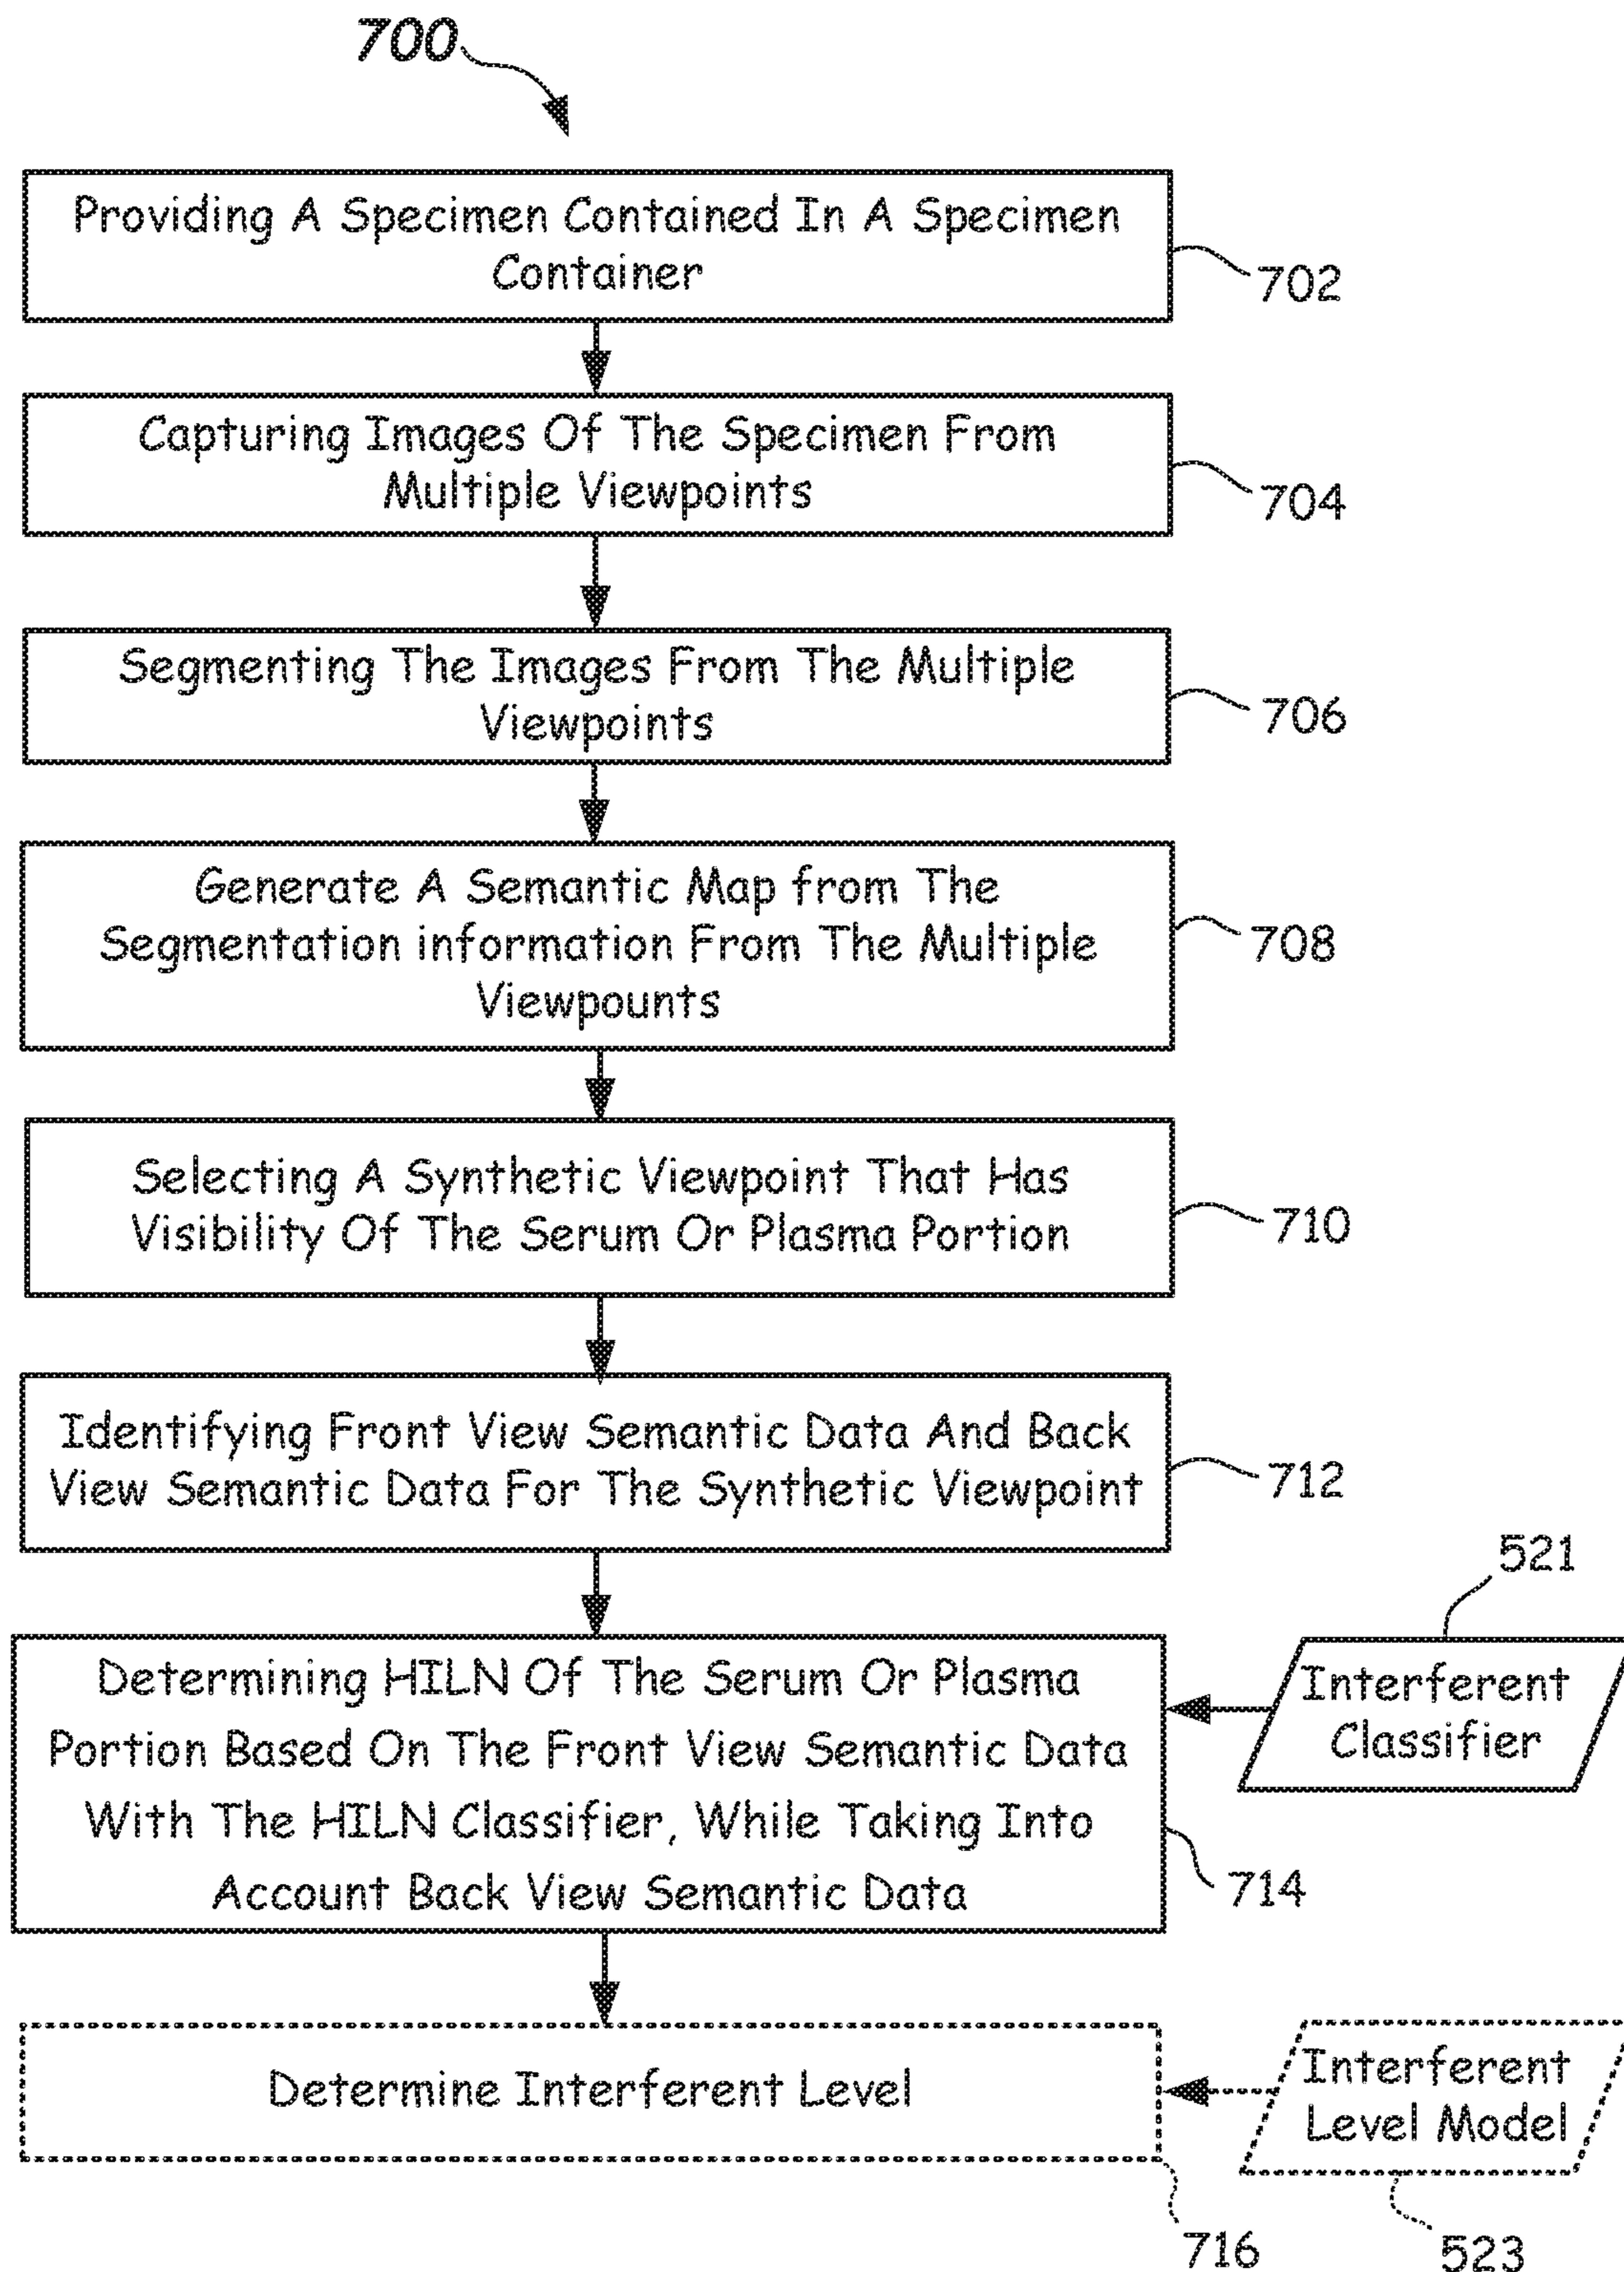 700
Providing A Specimen Contained In A Specimen
Container
702
Capturing Images Of The Specimen From
Multiple Viewpoints
704
Segmenting The Images From The Multiple
Viewpoints
706
Generate A Semantic Map from The
Segmentation information From The Multiple
Viewpounts
708
Selecting A Synthetic Viewpoint That Has
Visibility Of The Serum Or Plasma Portion
710
Identifying Front View Semantic Data And Back
View Semantic Data For The Synthetic Viewpoint
712
521
Interferent
Classifier
Determining HILN Of The Serum Or Plasma
Portion Based On The Front View Semantic Data
With The HILN Classifier, While Taking Into
Account Back View Semantic Data
714
Determine Interferent Level
Interferent
Level Model
716
523